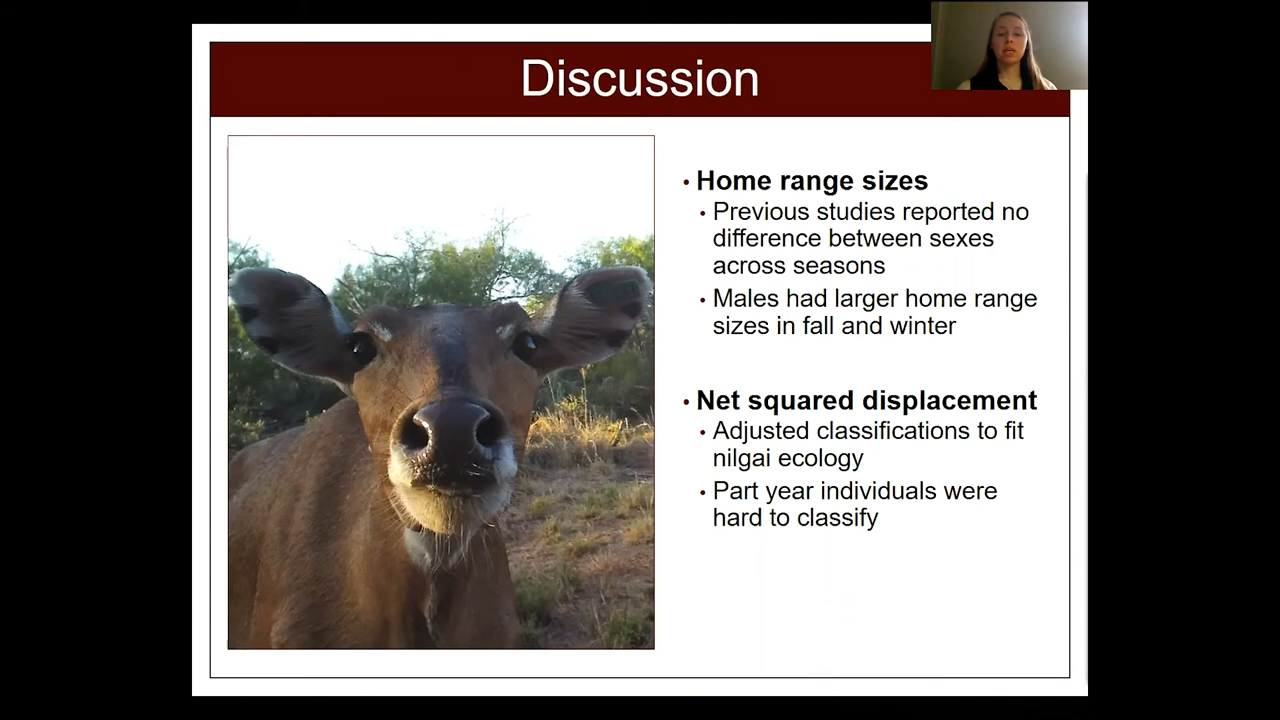 Discussion
• Home range sizes
• Previous studies reported no
difference between sexes
across seasons
• Males had larger home range
sizes in fall and winter
• Net squared displacement
• Adjusted classifications to fit
nilgai ecology
• Part year individuals were
hard to classify